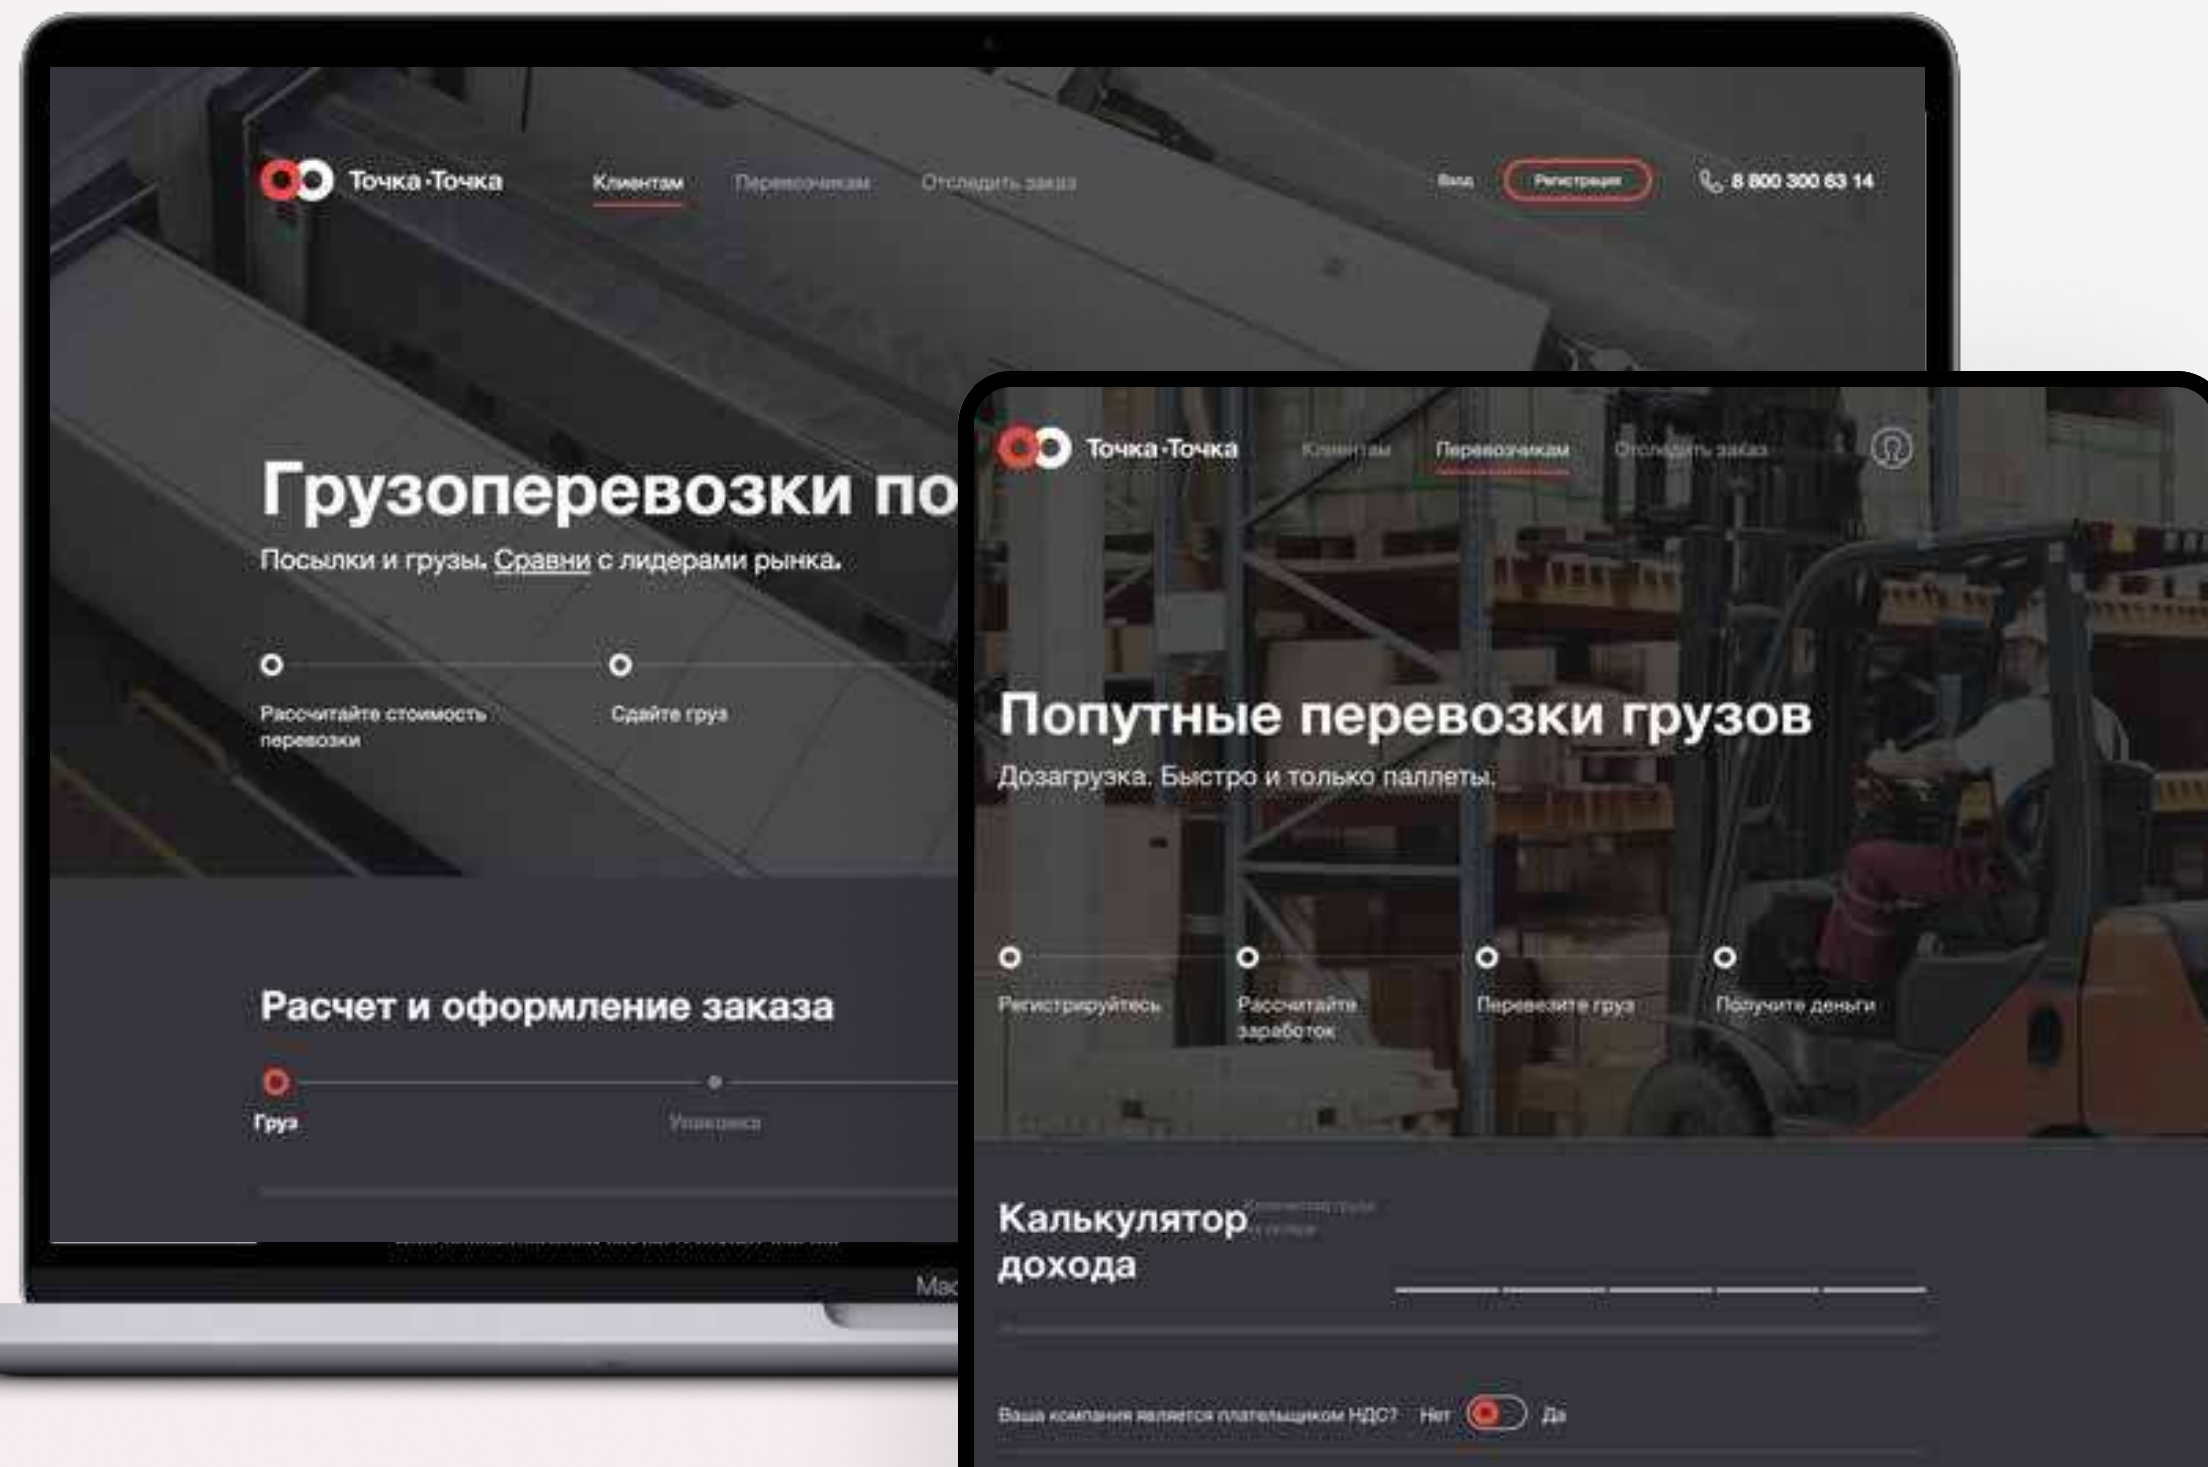 Точка·Точка
Клиентам
Перевозчикам
Отследить заказ
Вход
Регистрация
8 800 300 63 14
Грузоперевозки по
Посылки и грузы. Сравни с лидерами рынка.
Рассчитайте стоимость
перевозки
Сдайте груз
Расчет и оформление заказа
Груз
Упаковка
Mac
Точка·Точка
Клиентам
Перевозчикам
Отследить заказ
Попутные перевозки грузов
Дозагрузка. Быстро и только паллеты.
Регистрируйтесь
Рассчитайте
заработок
Перевезите груз
Получите деньги
Калькулятор
дохода
Ваша компания является плательщиком НДС? Нет Да